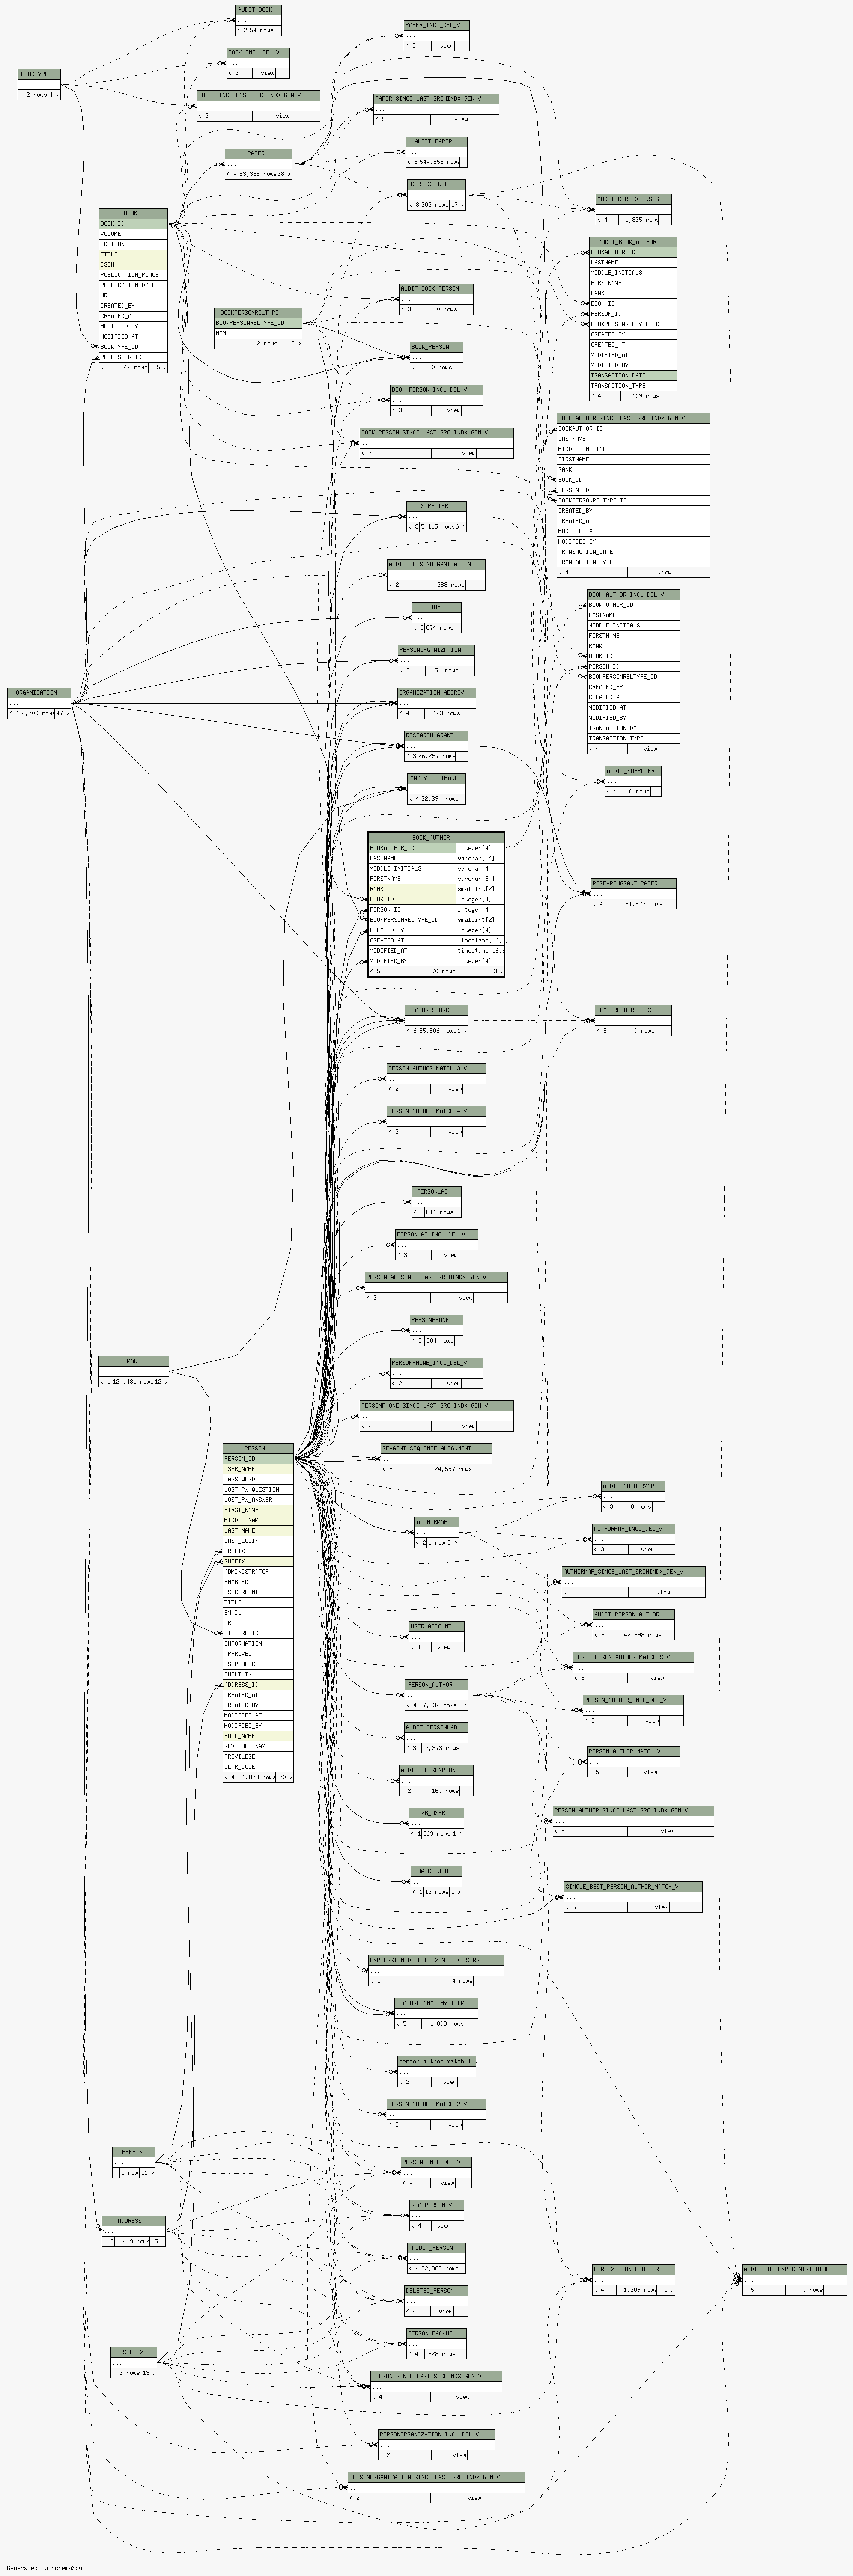 AUDIT_BOOK
...
< 2 54 rows
PAPER_INCL_DEL_V
...
< 5 view
BOOK_INCL_DEL_V
...
< 2 view
BOOKTYPE
...
2 rows 4 >
BOOK_SINCE_LAST_SRCHINDX_GEN_V
...
< 2 view
PAPER_SINCE_LAST_SRCHINDX_GEN_V
...
< 5 view
AUDIT_PAPER
...
< 5 544,653 rows
PAPER
...
< 4 53,335 rows 38 >
CUR_EXP_GSES
...
< 3 302 rows 17 >
AUDIT_CUR_EXP_GSES
...
< 4 1,825 rows
BOOK
BOOK_ID
VOLUME
EDITION
TITLE
ISBN
PUBLICATION_PLACE
PUBLICATION_DATE
URL
CREATED_BY
CREATED_AT
MODIFIED_BY
MODIFIED_AT
BOOKTYPE_ID
PUBLISHER_ID
< 2 42 rows 15 >
AUDIT_BOOK_AUTHOR
BOOKAUTHOR_ID
LASTNAME
MIDDLE_INITIALS
FIRSTNAME
RANK
BOOK_ID
PERSON_ID
BOOKPERSONRELTYPE_ID
CREATED_BY
CREATED_AT
MODIFIED_AT
MODIFIED_BY
TRANSACTION_DATE
TRANSACTION_TYPE
< 4 109 rows
AUDIT_BOOK_PERSON
...
< 3 0 rows
BOOKPERSONRELTYPE
BOOKPERSONRELTYPE_ID
NAME
2 rows 8 >
BOOK_PERSON
...
< 3 0 rows
BOOK_PERSON_INCL_DEL_V
...
< 3 view
BOOK_PERSON_SINCE_LAST_SRCHINDX_GEN_V
...
< 3 view
BOOK_AUTHOR_SINCE_LAST_SRCHINDX_GEN_V
BOOKAUTHOR_ID
LASTNAME
MIDDLE_INITIALS
FIRSTNAME
RANK
BOOK_ID
PERSON_ID
BOOKPERSONRELTYPE_ID
CREATED_BY
CREATED_AT
MODIFIED_AT
MODIFIED_BY
TRANSACTION_DATE
TRANSACTION_TYPE
< 4 view
SUPPLIER
...
< 3 5,115 rows 6 >
AUDIT_PERSONORGANIZATION
...
< 2 288 rows
JOB
...
< 5 674 rows
BOOK_AUTHOR_INCL_DEL_V
BOOKAUTHOR_ID
LASTNAME
MIDDLE_INITIALS
FIRSTNAME
RANK
BOOK_ID
PERSON_ID
BOOKPERSONRELTYPE_ID
CREATED_BY
CREATED_AT
MODIFIED_AT
MODIFIED_BY
TRANSACTION_DATE
TRANSACTION_TYPE
< 4 view
PERSONORGANIZATION
...
< 3 51 rows
ORGANIZATION
...
< 1 2,700 rows 47 >
ORGANIZATION_ABBREV
...
< 4 123 rows
RESEARCH_GRANT
...
< 3 26,257 rows 1 >
AUDIT_SUPPLIER
...
< 4 0 rows
ANALYSIS_IMAGE
...
< 4 22,394 rows
BOOK_AUTHOR
BOOKAUTHOR_ID integer[4]
LASTNAME varchar[64]
MIDDLE_INITIALS varchar[4]
FIRSTNAME varchar[64]
RANK smallint[2]
BOOK_ID integer[4]
PERSON_ID integer[4]
BOOKPERSONRELTYPE_ID smallint[2]
CREATED_BY integer[4]
CREATED_AT timestamp[16,6]
MODIFIED_AT timestamp[16,6]
MODIFIED_BY integer[4]
< 5 70 rows 3 >
RESEARCHGRANT_PAPER
...
< 4 51,873 rows
FEATURESOURCE
...
< 6 55,906 rows 1 >
FEATURESOURCE_EXC
...
< 5 0 rows
PERSON_AUTHOR_MATCH_3_V
...
< 2 view
PERSON_AUTHOR_MATCH_4_V
...
< 2 view
PERSONLAB
...
< 3 811 rows
PERSONLAB_INCL_DEL_V
...
< 3 view
PERSONLAB_SINCE_LAST_SRCHINDX_GEN_V
...
< 3 view
PERSONPHONE
...
< 2 904 rows
IMAGE
...
< 1 124,431 rows 12 >
PERSONPHONE_INCL_DEL_V
...
< 2 view
PERSONPHONE_SINCE_LAST_SRCHINDX_GEN_V
...
< 2 view
PERSON
PERSON_ID
USER_NAME
PASS_WORD
LOST_PW_QUESTION
LOST_PW_ANSWER
FIRST_NAME
MIDDLE_NAME
LAST_NAME
LAST_LOGIN
PREFIX
SUFFIX
ADMINISTRATOR
ENABLED
IS_CURRENT
TITLE
EMAIL
URL
PICTURE_ID
INFORMATION
APPROVED
IS_PUBLIC
BUILT_IN
ADDRESS_ID
CREATED_AT
CREATED_BY
MODIFIED_AT
MODIFIED_BY
FULL_NAME
REV_FULL_NAME
PRIVILEGE
ILAR_CODE
< 4 1,873 rows 70 >
REAGENT_SEQUENCE_ALIGNMENT
...
< 5 24,597 rows
AUDIT_AUTHORMAP
...
< 3 0 rows
AUTHORMAP
...
< 2 1 row 3 >
AUTHORMAP_INCL_DEL_V
...
< 3 view
AUTHORMAP_SINCE_LAST_SRCHINDX_GEN_V
...
< 3 view
AUDIT_PERSON_AUTHOR
...
< 5 42,398 rows
USER_ACCOUNT
...
< 1 view
BEST_PERSON_AUTHOR_MATCHES_V
...
< 5 view
PERSON_AUTHOR
...
< 4 37,532 rows 8 >
PERSON_AUTHOR_INCL_DEL_V
...
< 5 view
AUDIT_PERSONLAB
...
< 3 2,373 rows
PERSON_AUTHOR_MATCH_V
...
< 5 view
AUDIT_PERSONPHONE
...
< 2 160 rows
XB_USER
...
< 1 369 rows 1 >
PERSON_AUTHOR_SINCE_LAST_SRCHINDX_GEN_V
...
< 5 view
BATCH_JOB
...
< 1 12 rows 1 >
SINGLE_BEST_PERSON_AUTHOR_MATCH_V
...
< 5 view
EXPRESSION_DELETE_EXEMPTED_USERS
...
< 1 4 rows
FEATURE_ANATOMY_ITEM
...
< 5 1,808 rows
person_author_match_1_v
...
< 2 view
PERSON_AUTHOR_MATCH_2_V
...
< 2 view
PREFIX
...
1 row 11 >
PERSON_INCL_DEL_V
...
< 4 view
REALPERSON_V
...
< 4 view
ADDRESS
...
< 2 1,409 rows 15 >
AUDIT_PERSON
...
< 4 22,969 rows
CUR_EXP_CONTRIBUTOR
...
< 4 1,309 rows 1 >
AUDIT_CUR_EXP_CONTRIBUTOR
...
< 5 0 rows
DELETED_PERSON
...
< 4 view
PERSON_BACKUP
...
< 4 828 rows
SUFFIX
...
3 rows 13 >
PERSON_SINCE_LAST_SRCHINDX_GEN_V
...
< 4 view
PERSONORGANIZATION_INCL_DEL_V
...
< 2 view
PERSONORGANIZATION_SINCE_LAST_SRCHINDX_GEN_V
...
< 2 view
Generated by SchemaSpy